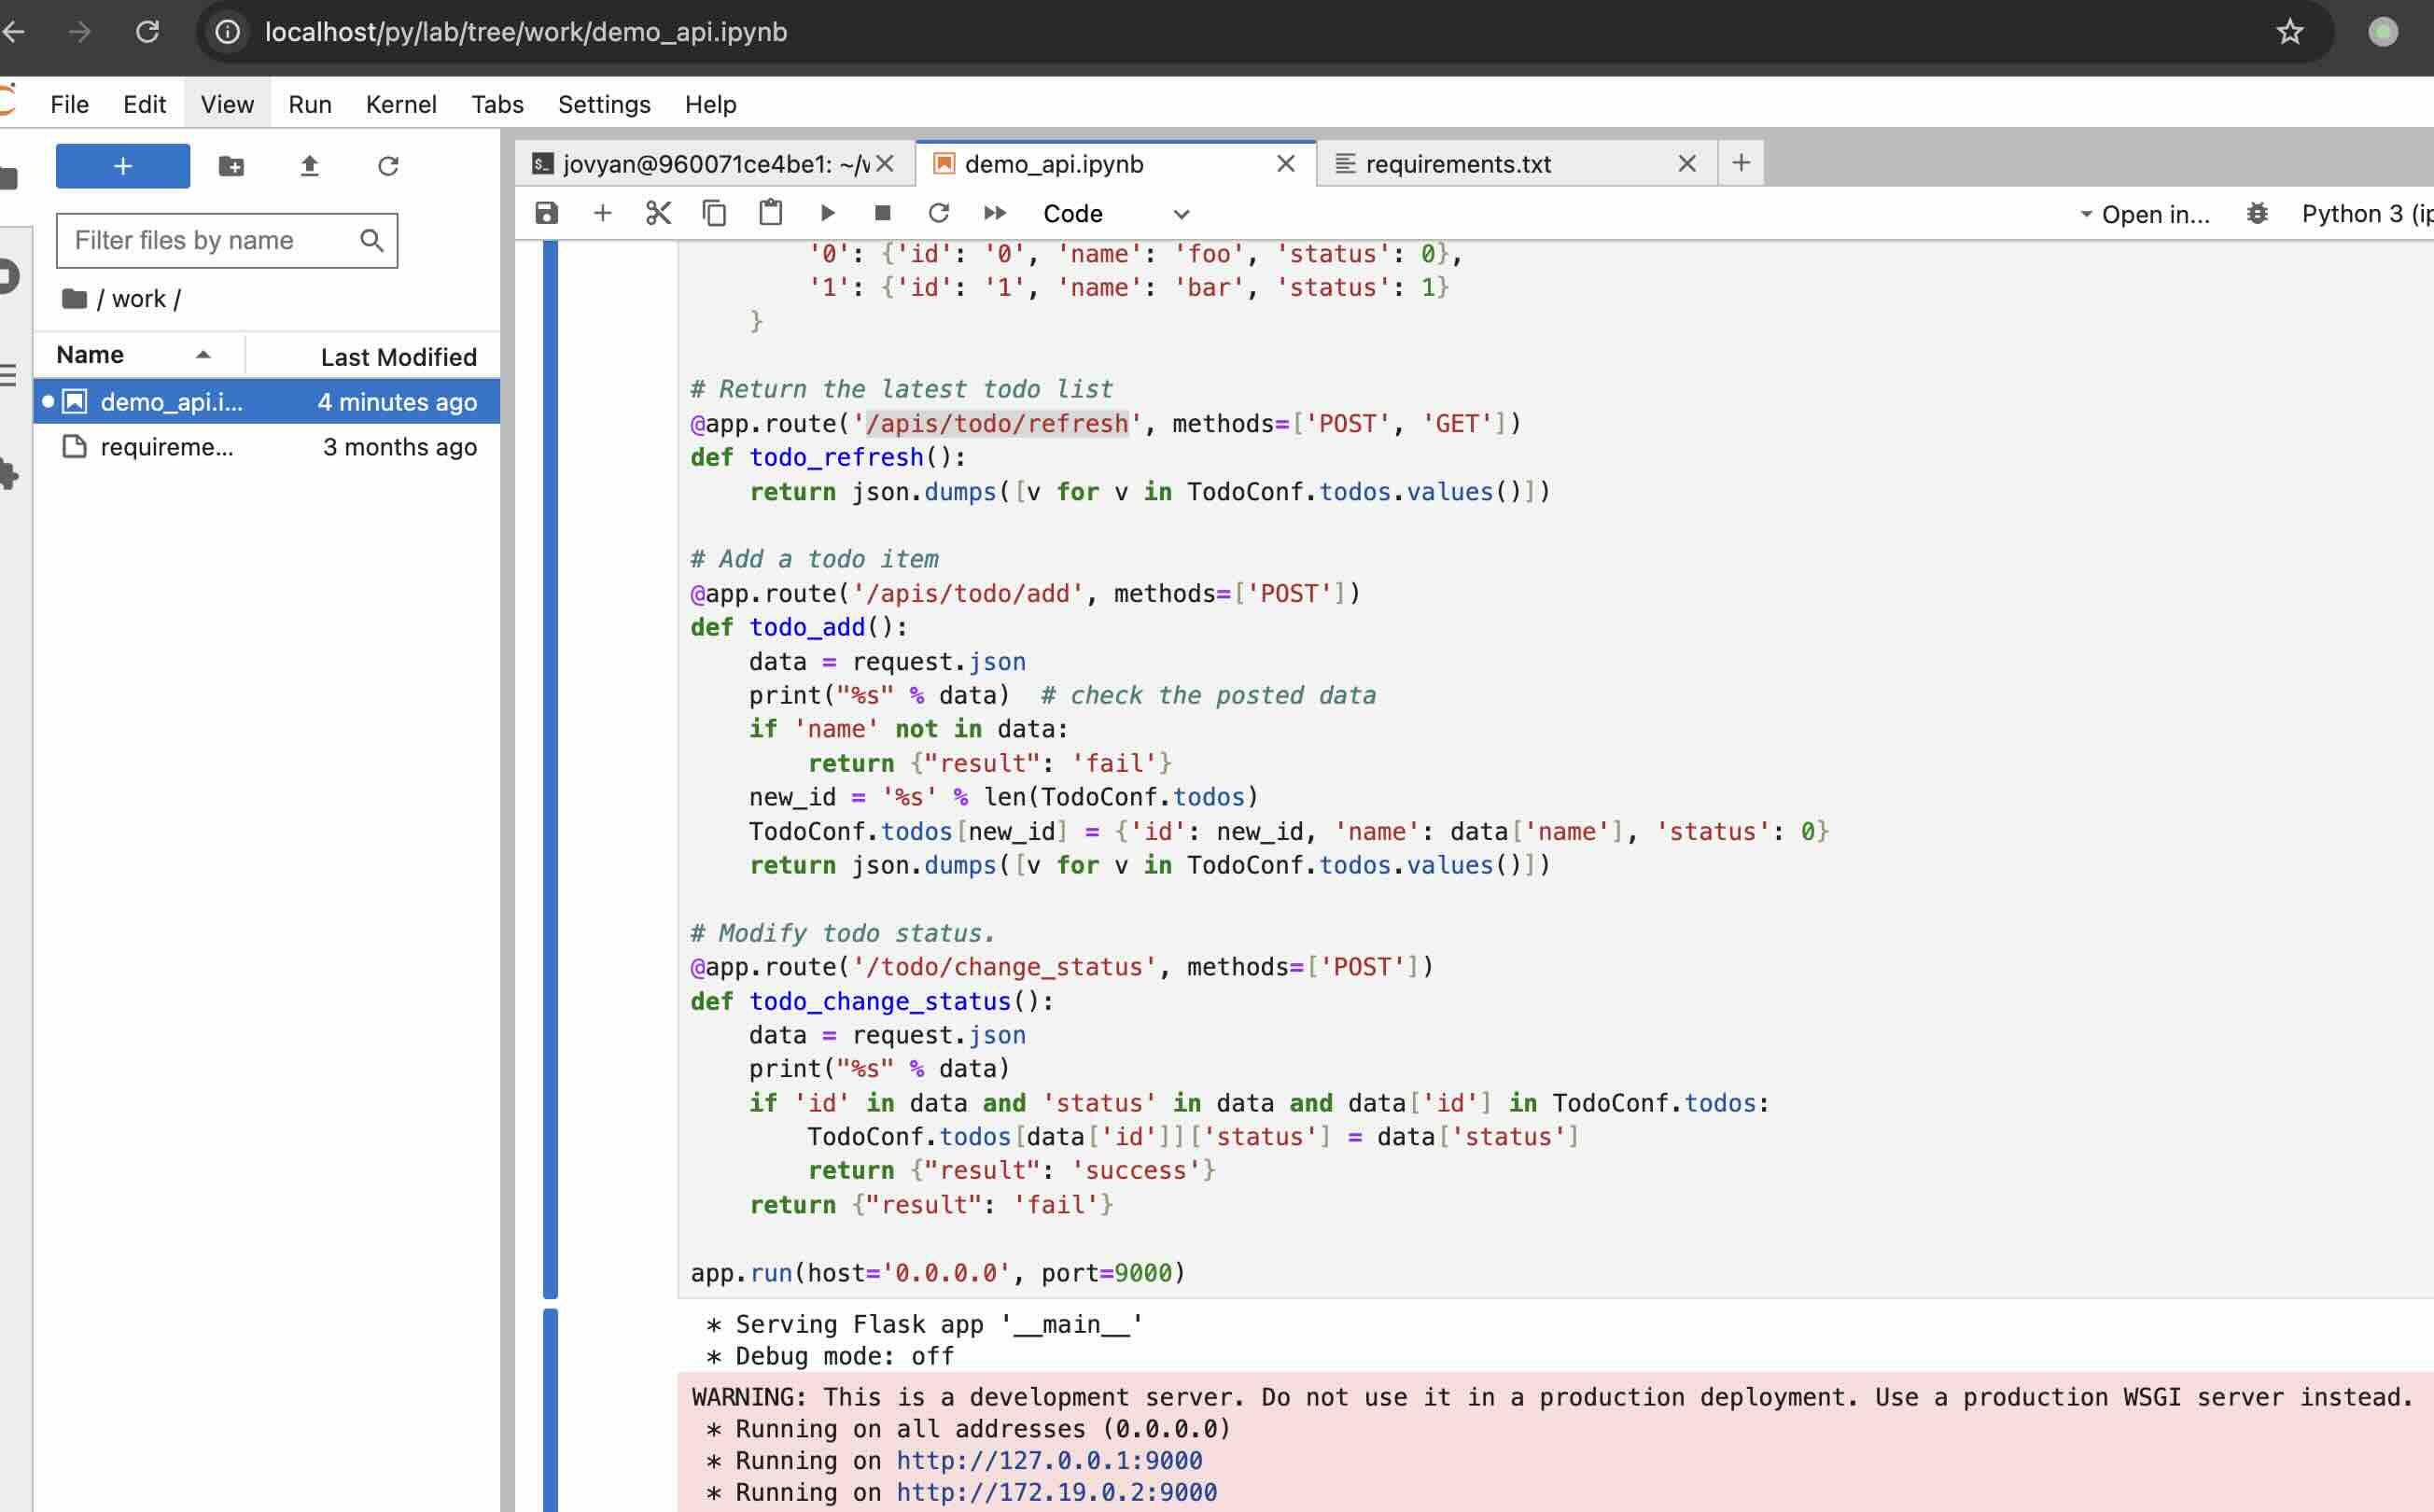 localhost/py/lab/tree/work/demo_api.ipynb
File Edit View Run Kernel Tabs Settings Help
jovyan@960071ce4be1: ~/v demo_api.ipynb requirements.txt
Code Open in... Python 3 (ip
Filter files by name
/ work /
Name Last Modified
demo_api.i... 4 minutes ago
requireme... 3 months ago
        '0': {'id': '0', 'name': 'foo', 'status': 0},
        '1': {'id': '1', 'name': 'bar', 'status': 1}
    }
# Return the latest todo list
@app.route('/apis/todo/refresh', methods=['POST', 'GET'])
def todo_refresh():
    return json.dumps([v for v in TodoConf.todos.values()])
# Add a todo item
@app.route('/apis/todo/add', methods=['POST'])
def todo_add():
    data = request.json
    print("%s" % data)  # check the posted data
    if 'name' not in data:
        return {"result": 'fail'}
    new_id = '%s' % len(TodoConf.todos)
    TodoConf.todos[new_id] = {'id': new_id, 'name': data['name'], 'status': 0}
    return json.dumps([v for v in TodoConf.todos.values()])
# Modify todo status.
@app.route('/todo/change_status', methods=['POST'])
def todo_change_status():
    data = request.json
    print("%s" % data)
    if 'id' in data and 'status' in data and data['id'] in TodoConf.todos:
        TodoConf.todos[data['id']]['status'] = data['status']
        return {"result": 'success'}
    return {"result": 'fail'}
app.run(host='0.0.0.0', port=9000)
 * Serving Flask app '__main__'
 * Debug mode: off
WARNING: This is a development server. Do not use it in a production deployment. Use a production WSGI server instead.
 * Running on all addresses (0.0.0.0)
 * Running on http://127.0.0.1:9000
 * Running on http://172.19.0.2:9000